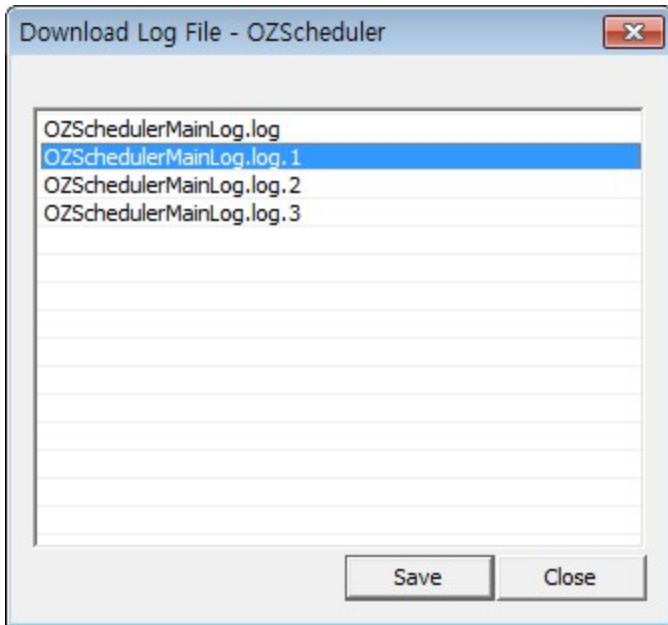 Download Log File - OZScheduler
OZSchedulerMainLog.log
OZSchedulerMainLog.log.1
OZSchedulerMainLog.log.2
OZSchedulerMainLog.log.3
Save Close